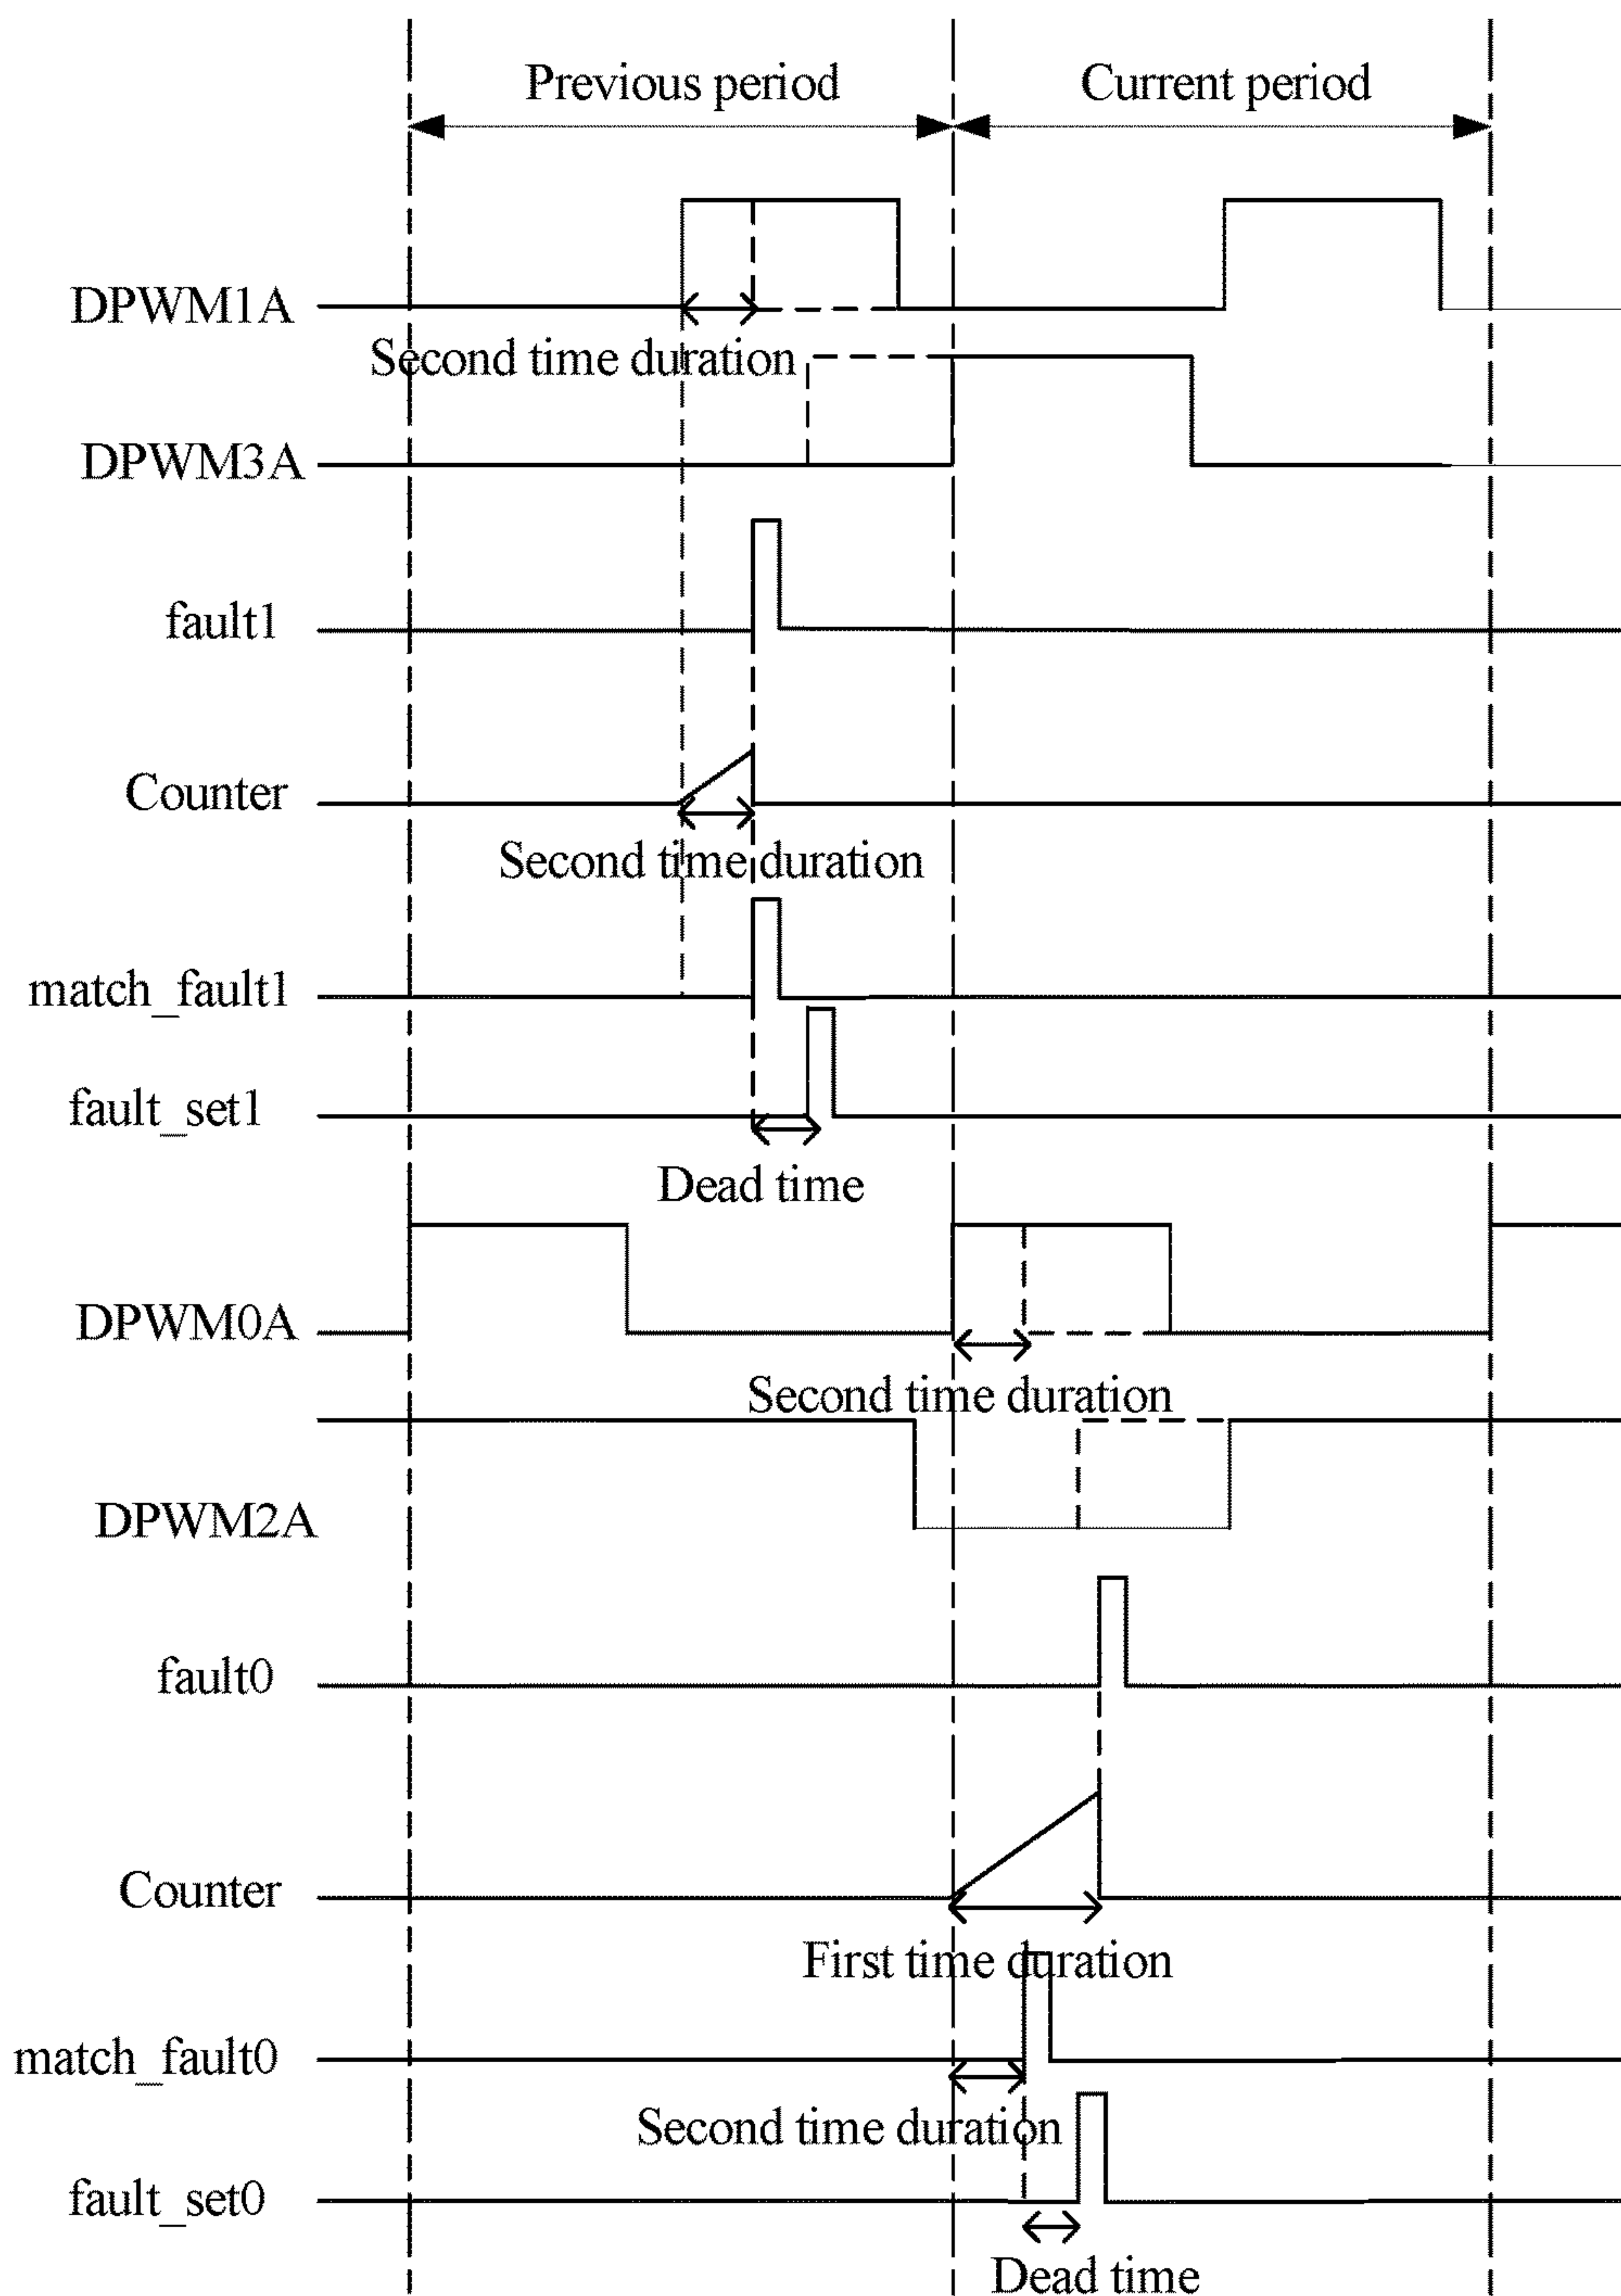 Previous period
Current period
DPWM1A
Second time duration
DPWM3A
fault1
Counter
Second time duration
match_fault1
fault_set1
Dead time
DPWM0A
Second time duration
DPWM2A
fault0
Counter
First time duration
match_fault0
Second time duration
fault_set0
Dead time